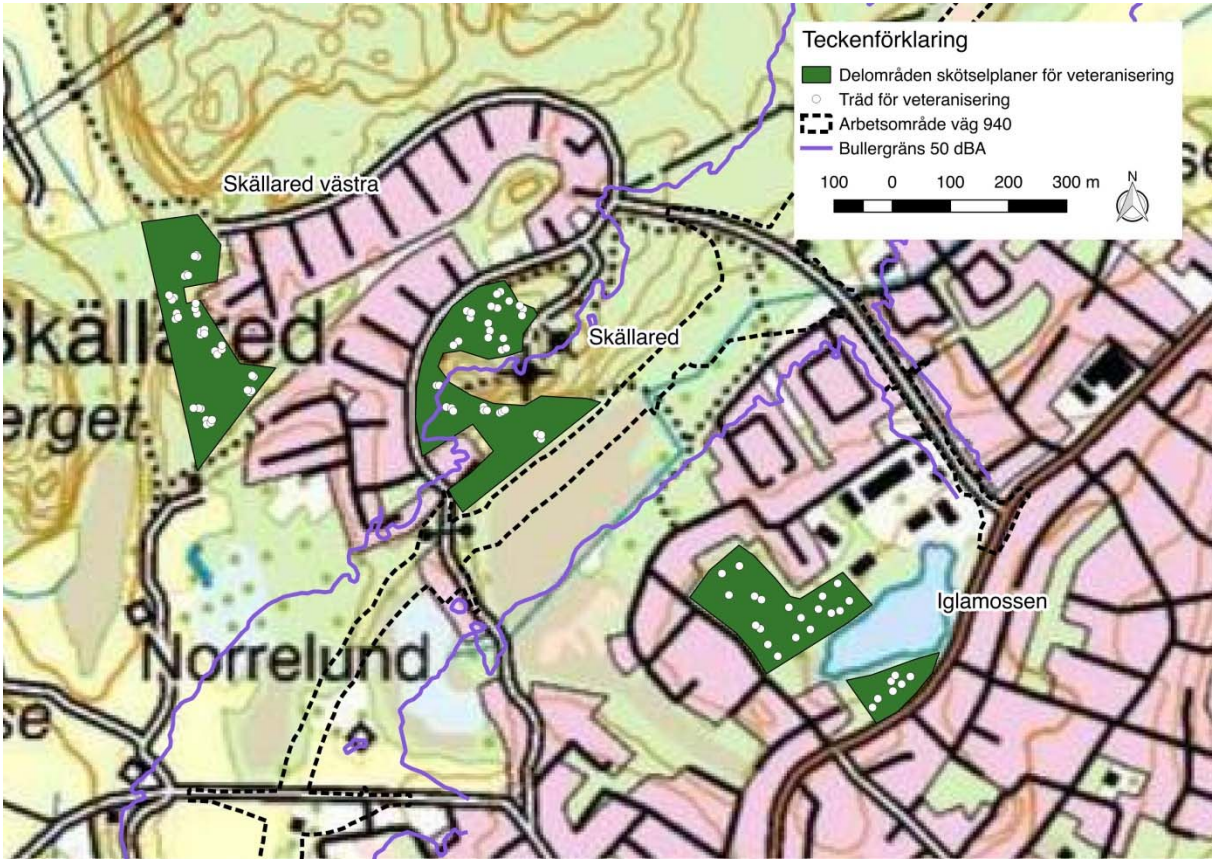 Teckenförklaring
Delområden skötselplaner för veteranisering
Träd för veteranisering
Arbetsområde väg 940
Bullergräns 50 dBA
100 0 100 200 300 m
N
Skällared västra
Skällared
Skällared
erget
Iglamossen
Norrelund
se
se